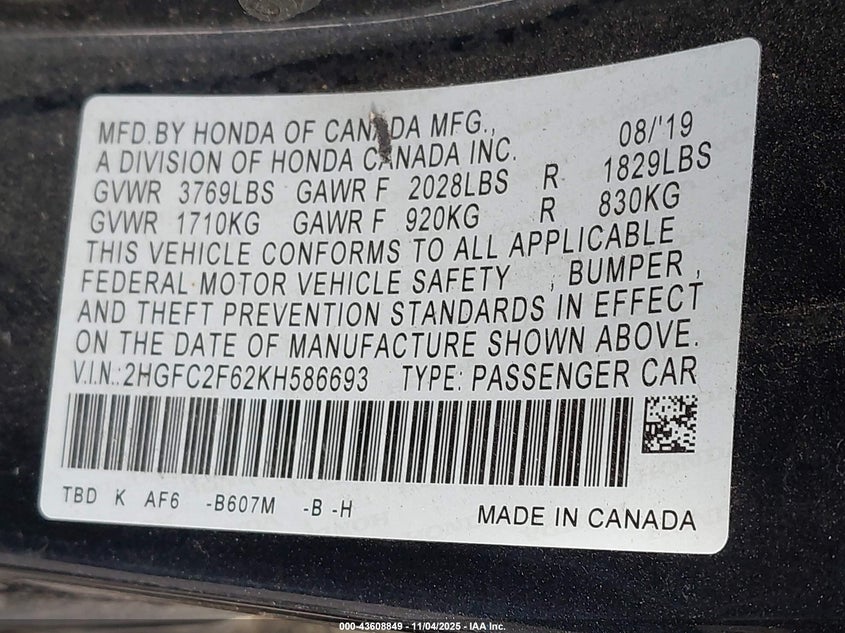 MFD.BY HONDA OF CANADA MFG., 08/'19
A DIVISION OF HONDA CANADA INC.
GVWR 3769LBS GAWR F 2028LBS R 1829LBS
GVWR 1710KG GAWR F 920KG R 830KG
THIS VEHICLE CONFORMS TO ALL APPLICABLE
FEDERAL MOTOR VEHICLE SAFETY , BUMPER ,
AND THEFT PREVENTION STANDARDS IN EFFECT
ON THE DATE OF MANUFACTURE SHOWN ABOVE.
V.I.N.:2HGFC2F62KH586693 TYPE: PASSENGER CAR
TBD K AF6 -B607M -B -H
MADE IN CANADA
000-43608849 - 11/04/2025 - IAA Inc.